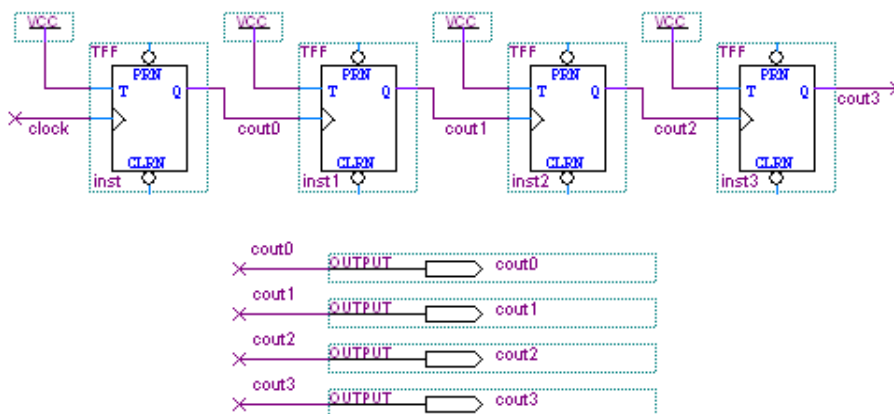 VCC VCC VCC VCC
TFF TFF TFF TFF
PRN PRN PRN PRN
T Q T Q T Q T Q
clock cout0 cout1 cout2 cout3
CLRN CLRN CLRN CLRN
inst inst1 inst2 inst3
cout0 OUTPUT cout0
cout1 OUTPUT cout1
cout2 OUTPUT cout2
cout3 OUTPUT cout3